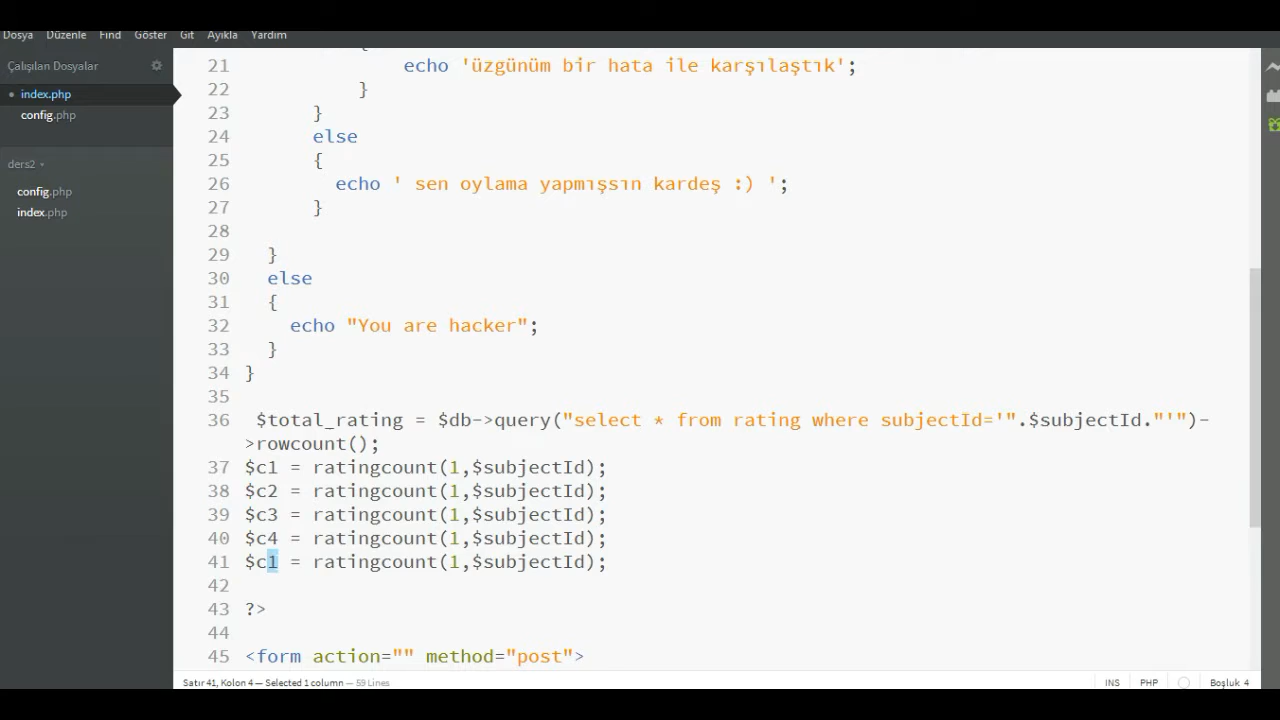 Dosya Düzenle Find Göster Git Ayıkla Yardım
Çalışılan Dosyalar
index.php
config.php
ders2
config.php
index.php
21 echo 'üzgünüm bir hata ile karşılaştık';
22 }
23 }
24 else
25 {
26 echo ' sen oylama yapmışsın kardeş :) ';
27 }
28
29 }
30 else
31 {
32 echo "You are hacker";
33 }
34 }
35
36 $total_rating = $db->query("select * from rating where subjectId='".$subjectId."'")-
>rowcount();
37 $c1 = ratingcount(1,$subjectId);
38 $c2 = ratingcount(1,$subjectId);
39 $c3 = ratingcount(1,$subjectId);
40 $c4 = ratingcount(1,$subjectId);
41 $c1 = ratingcount(1,$subjectId);
42
43 ?>
44
45 <form action="" method="post">
Satır 41, Kolon 4 — Selected 1 column — 59 Lines
INS PHP Boşluk 4